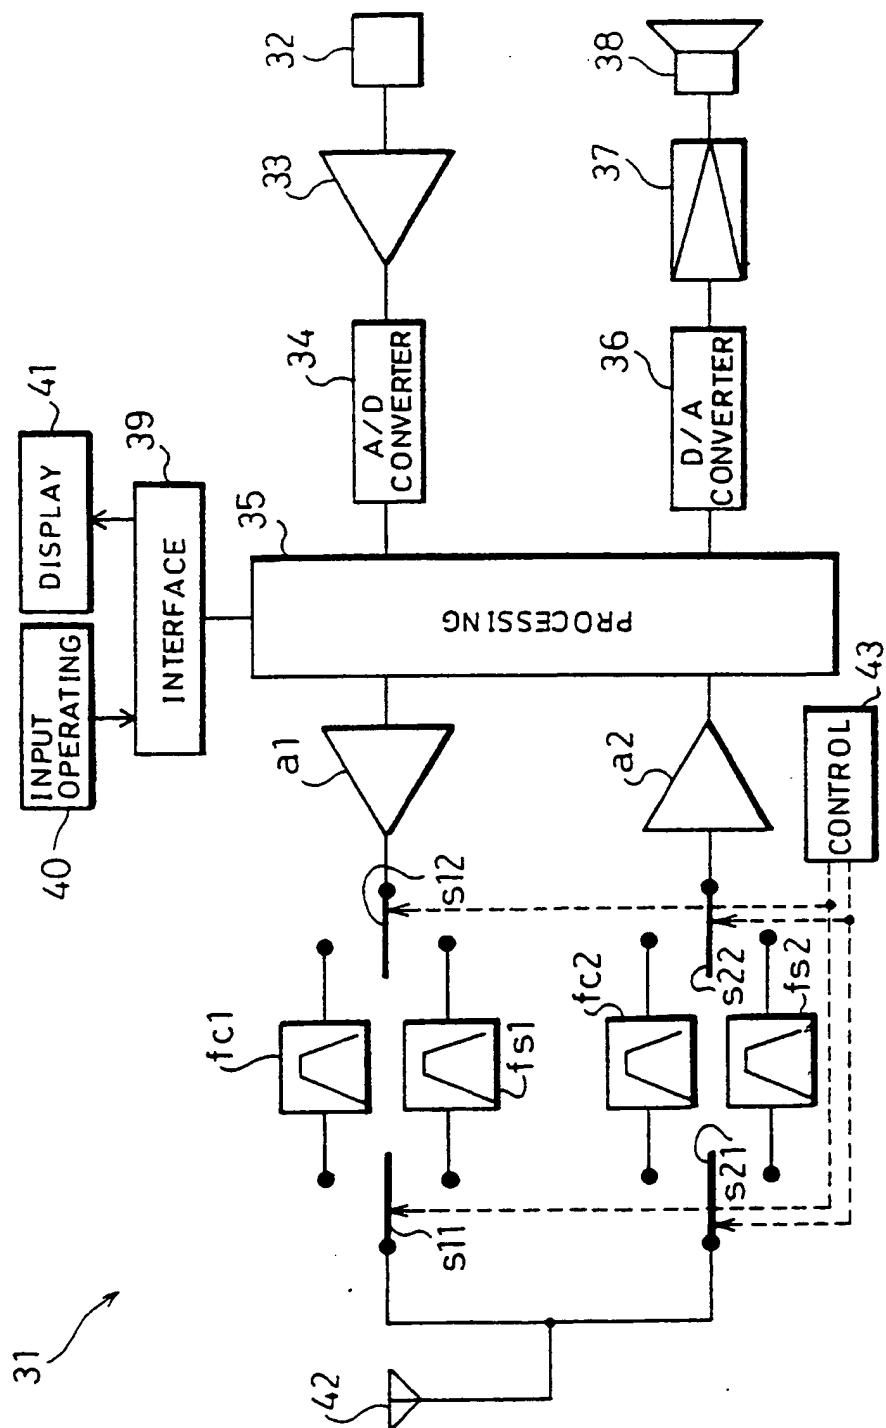 31
42
s11
s12
s21
s22
fc1
fs1
fc2
fs2
a1
a2
CONTROL
43
40
INPUT
OPERATING
DISPLAY
41
INTERFACE
39
PROCESSING
35
A/D
CONVERTER
34
33
32
D/A
CONVERTER
36
37
38